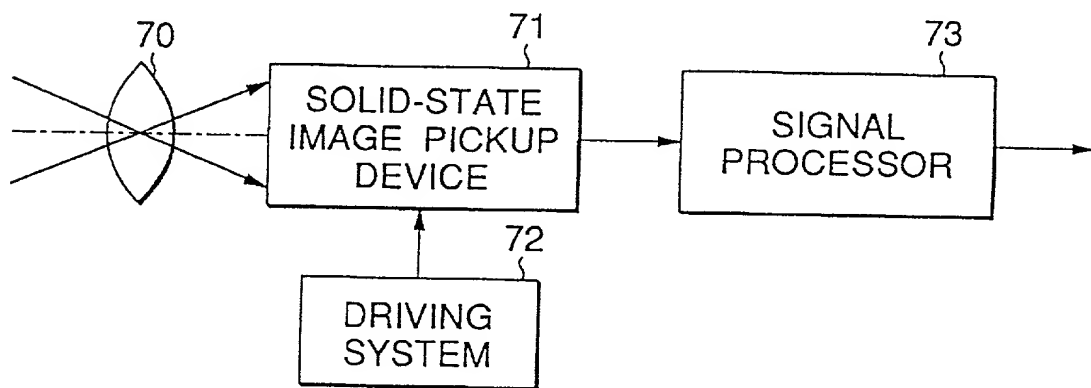 70
71
SOLID-STATE
IMAGE PICKUP
DEVICE
73
SIGNAL
PROCESSOR
72
DRIVING
SYSTEM